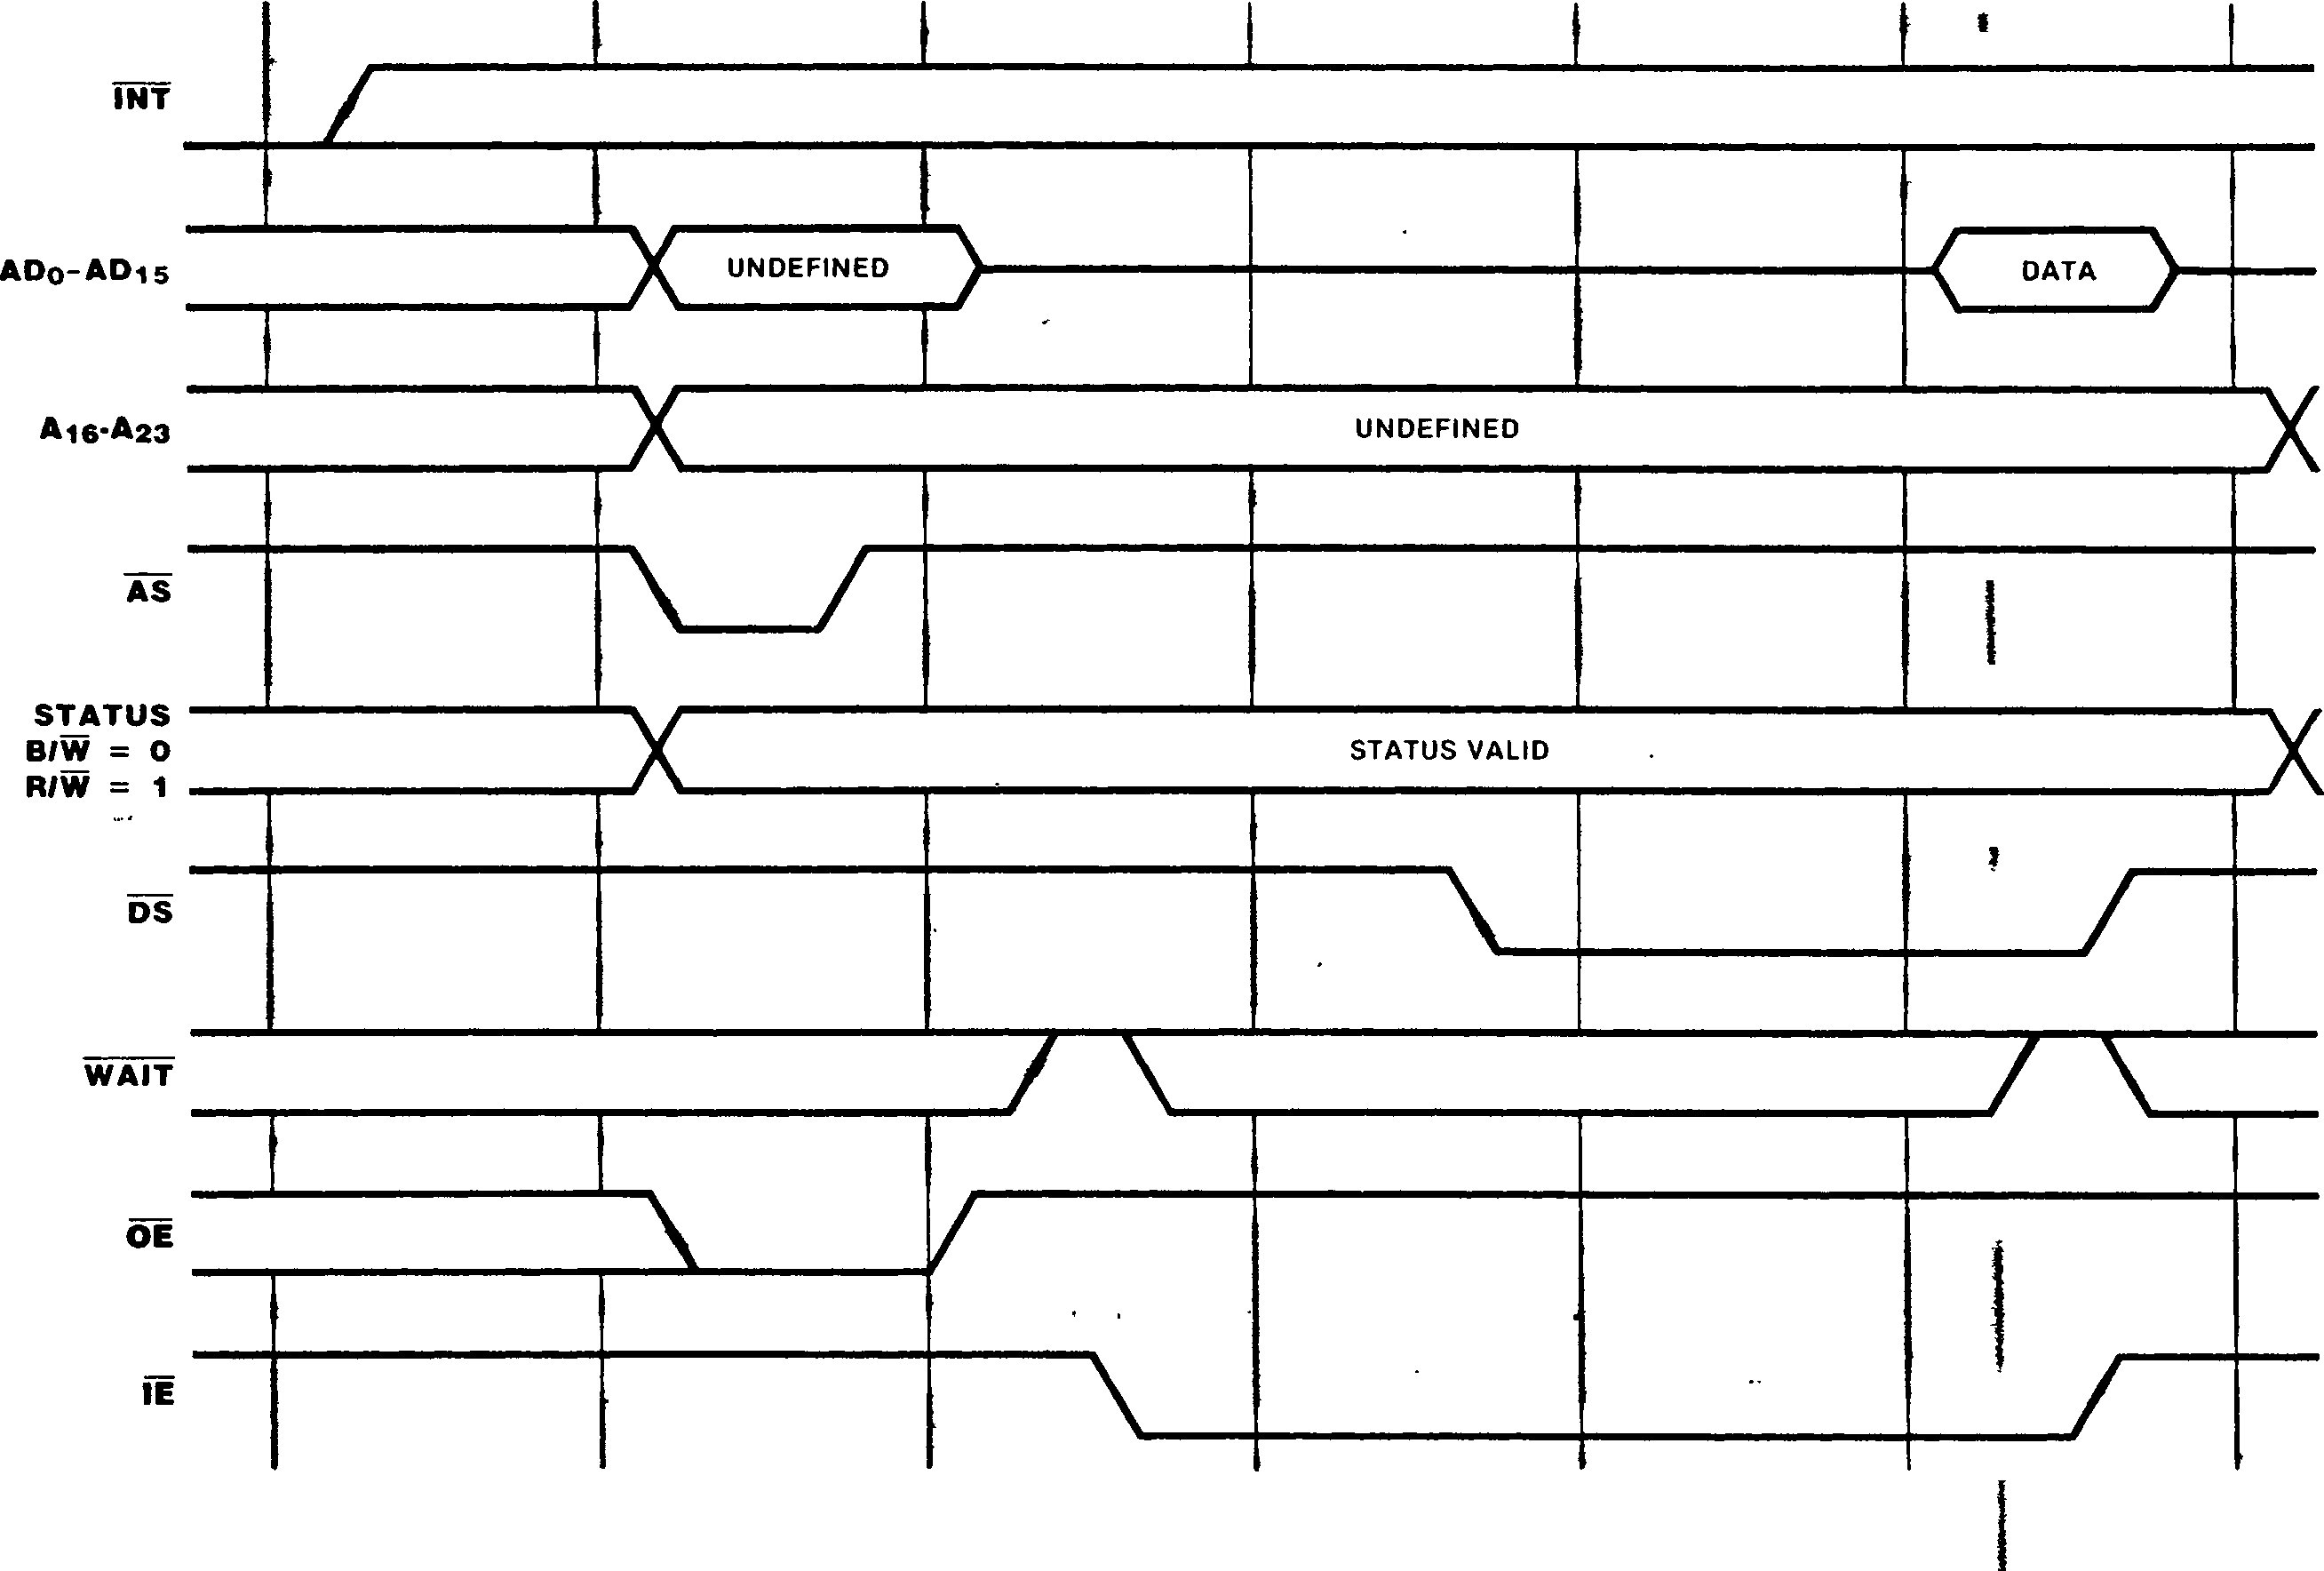 INT
AD0-AD15
UNDEFINED
DATA
A16-A23
UNDEFINED
AS
STATUS
B/W = 0
R/W = 1
STATUS VALID
DS
WAIT
OE
IE